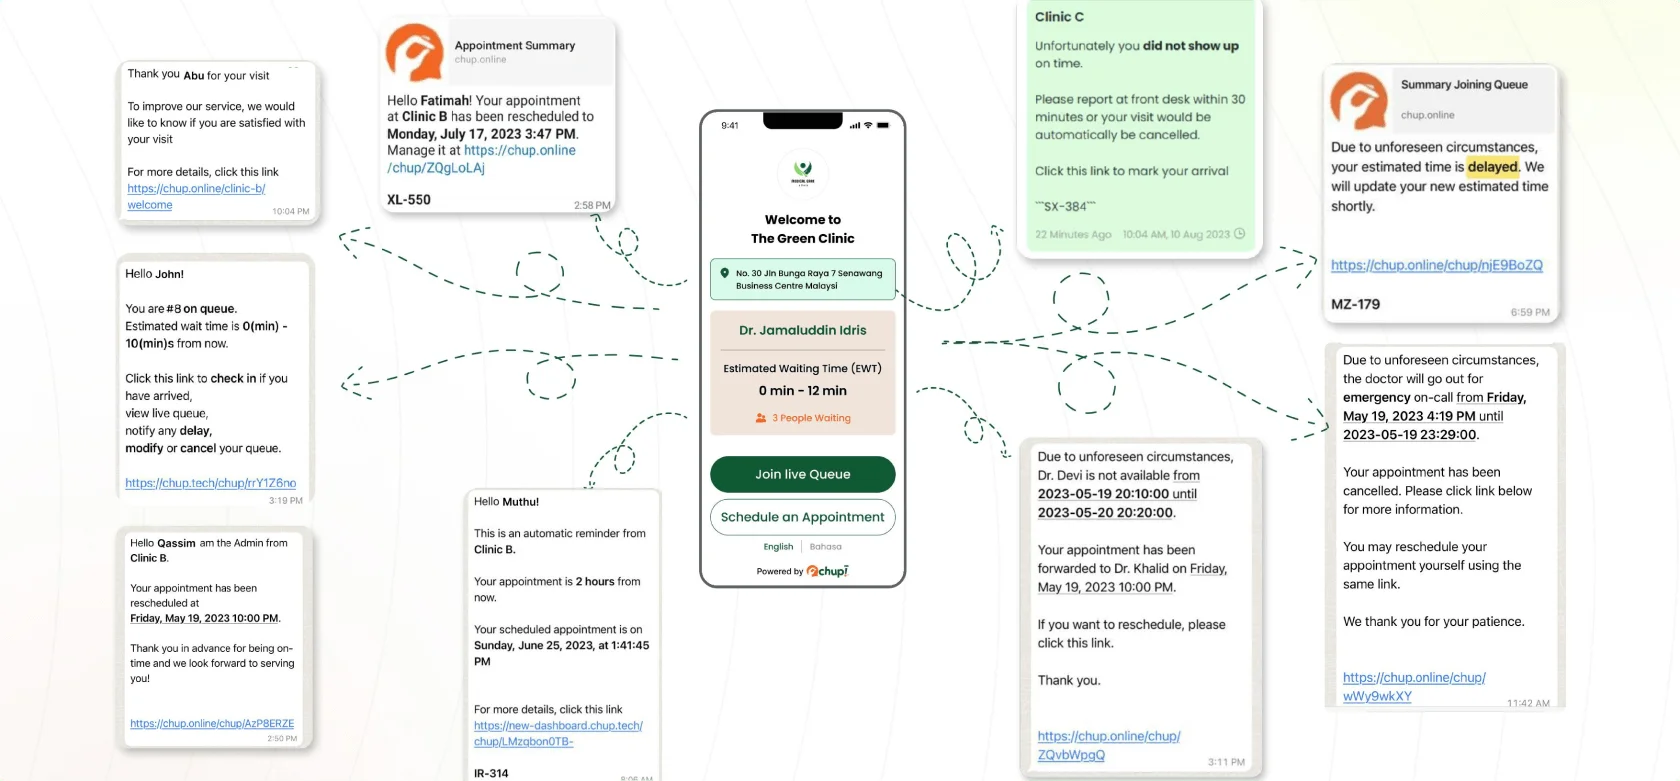 Thank you Abu for your visit
To improve our service, we would
like to know if you are satisfied with
your visit
For more details, click this link
https://chup.online/clinic-b/
welcome
10:04 PM
Hello John!
You are #8 on queue.
Estimated wait time is 0(min) -
10(min)s from now.
Click this link to check in if you
have arrived,
view live queue,
notify any delay,
modify or cancel your queue.
https://chup.tech/chup/rrY1Z6no
3:19 PM
Hello Qassim am the Admin from
Clinic B.
Your appointment has been
rescheduled at
Friday, May 19, 2023 10:00 PM.
Thank you in advance for being on-
time and we look forward to serving
you!
https://chup.online/chup/AzP8ERZE
2:50 PM
Appointment Summary
chup.online
Hello Fatimah! Your appointment
at Clinic B has been rescheduled to
Monday, July 17, 2023 3:47 PM.
Manage it at https://chup.online
/chup/ZQgLoLAj
XL-550
2:58 PM
Hello Muthu!
This is an automatic reminder from
Clinic B.
Your appointment is 2 hours from
now.
Your scheduled appointment is on
Sunday, June 25, 2023, at 1:41:45
PM
For more details, click this link
https://new-dashboard.chup.tech/
chup/LMzqbon0TB-
IR-314
8:06 AM
9:41
Welcome to
The Green Clinic
No. 30 Jln Bunga Raya 7 Senawang
Business Centre Malaysi
Dr. Jamaluddin Idris
Estimated Waiting Time (EWT)
0 min - 12 min
3 People Waiting
Join live Queue
Schedule an Appointment
English | Bahasa
Powered by chupi
Clinic C
Unfortunately you did not show up
on time.
Please report at front desk within 30
minutes or your visit would be
automatically be cancelled.
Click this link to mark your arrival
```SX-384```
22 Minutes Ago 10:04 AM, 10 Aug 2023
Due to unforeseen circumstances,
Dr. Devi is not available from
2023-05-19 20:10:00 until
2023-05-20 20:20:00.
Your appointment has been
forwarded to Dr. Khalid on Friday,
May 19, 2023 10:00 PM.
If you want to reschedule, please
click this link.
Thank you.
https://chup.online/chup/
ZQvbWpgQ
3:11 PM
Summary Joining Queue
chup.online
Due to unforeseen circumstances,
your estimated time is delayed. We
will update your new estimated time
shortly.
https://chup.online/chup/njE9BoZQ
MZ-179
6:59 PM
Due to unforeseen circumstances,
the doctor will go out for
emergency on-call from Friday,
May 19, 2023 4:19 PM until
2023-05-19 23:29:00.
Your appointment has been
cancelled. Please click link below
for more information.
You may reschedule your
appointment yourself using the
same link.
We thank you for your patience.
https://chup.online/chup/
wWy9wkXY
11:42 AM